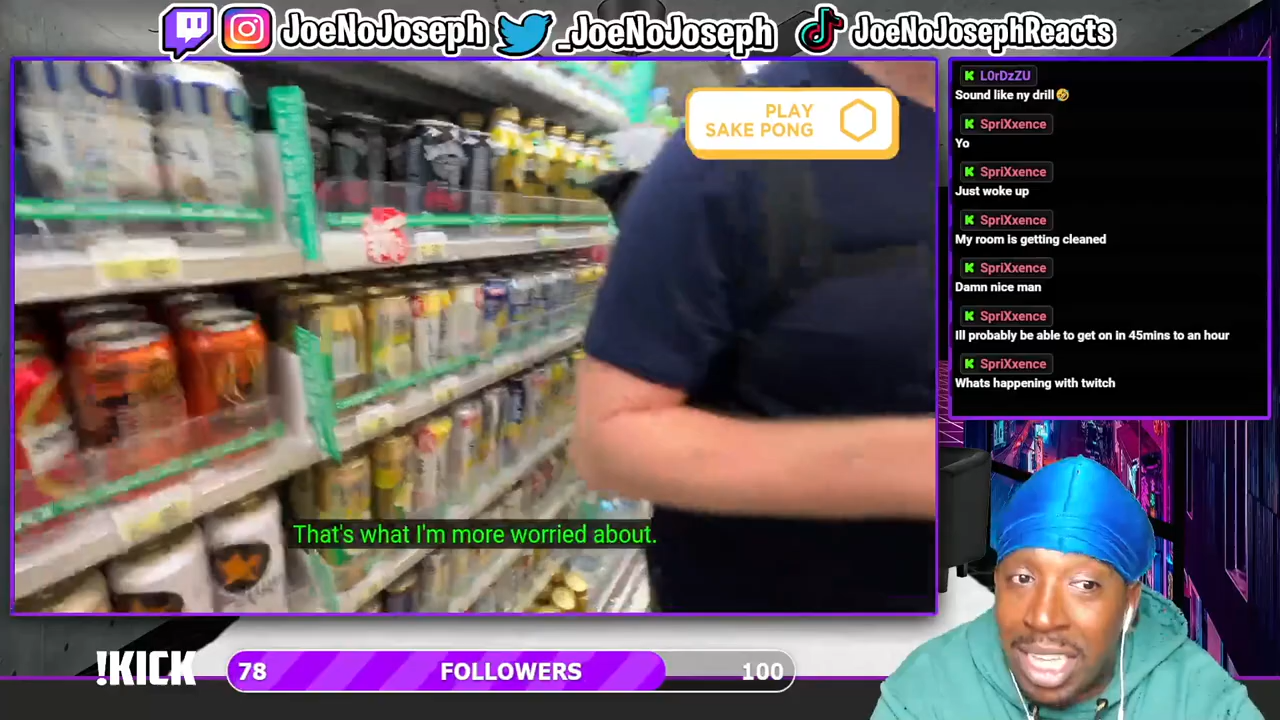 JoeNoJoseph
_JoeNoJoseph
JoeNoJosephReacts
PLAY
SAKE PONG
L0rDzZU
Sound like ny drill🤣
SpriXxence
Yo
SpriXxence
Just woke up
SpriXxence
My room is getting cleaned
SpriXxence
Damn nice man
SpriXxence
Ill probably be able to get on in 45mins to an hour
SpriXxence
Whats happening with twitch
That's what I'm more worried about.
!KICK
78 FOLLOWERS 100